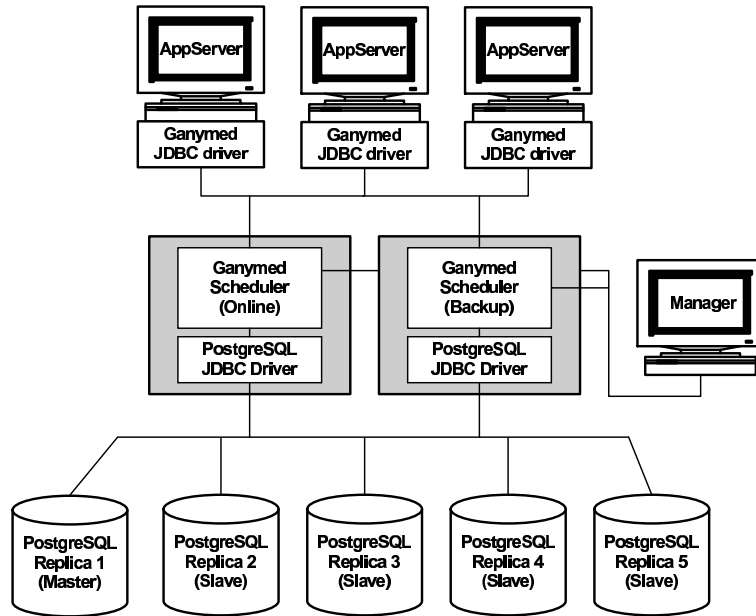 AppServer
AppServer
AppServer
Ganymed
JDBC driver
Ganymed
JDBC driver
Ganymed
JDBC driver
Ganymed
Scheduler
(Online)
Ganymed
Scheduler
(Backup)
Manager
PostgreSQL
JDBC Driver
PostgreSQL
JDBC Driver
PostgreSQL
Replica 1
(Master)
PostgreSQL
Replica 2
(Slave)
PostgreSQL
Replica 3
(Slave)
PostgreSQL
Replica 4
(Slave)
PostgreSQL
Replica 5
(Slave)